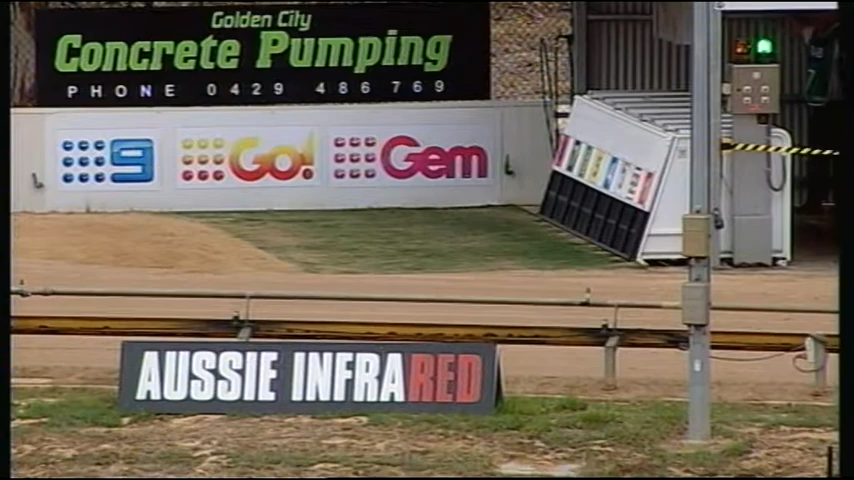 Golden City
Concrete Pumping
PHONE 0429 486 769
9 Go! Gem
AUSSIE INFRARED